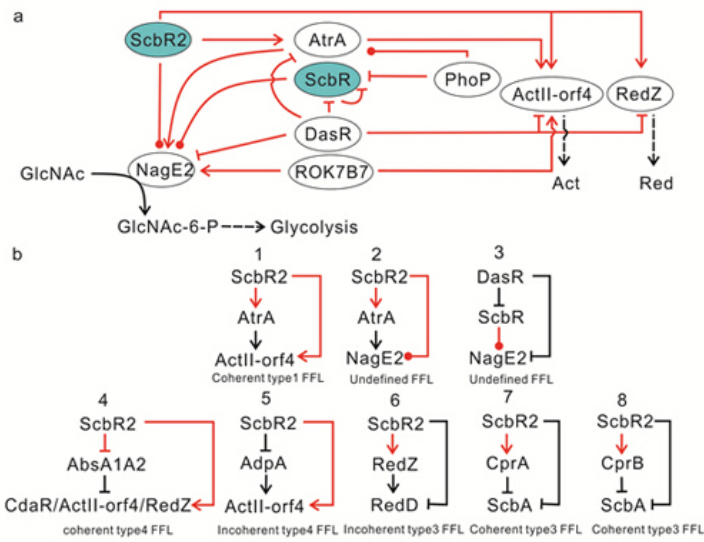 a
ScbR2
AtrA
ScbR
PhoP
ActII-orf4
RedZ
DasR
NagE2
ROK7B7
GlcNAc
Act
Red
GlcNAc-6-P
Glycolysis
b
1
ScbR2
AtrA
ActII-orf4
Coherent type1 FFL
2
ScbR2
AtrA
NagE2
Undefined FFL
3
DasR
ScbR
NagE2
Undefined FFL
4
ScbR2
AbsA1A2
CdaR/ActII-orf4/RedZ
coherent type4 FFL
5
ScbR2
AdpA
ActII-orf4
Incoherent type4 FFL
6
ScbR2
RedZ
RedD
Incoherent type3 FFL
7
ScbR2
CprA
ScbA
Coherent type3 FFL
8
ScbR2
CprB
ScbA
Coherent type3 FFL